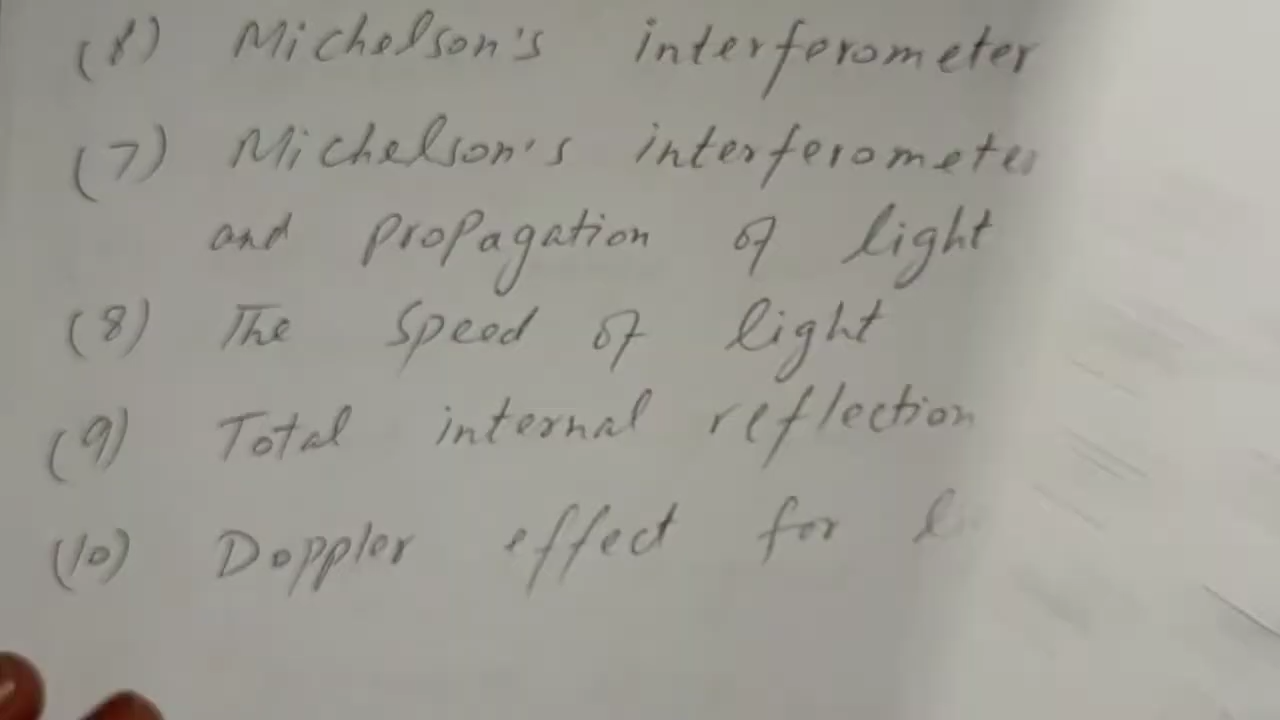 (8) Michelson's interferometer
(7) Michelson's interferometer
and propagation of light
(8) The speed of light
(9) Total internal reflection
(10) Doppler effect for